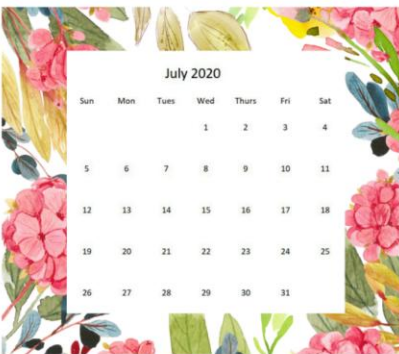 July 2020
Sun Mon Tues Wed Thurs Fri Sat
1 2 3 4
5 6 7 8 9 10 11
12 13 14 15 16 17 18
19 20 21 22 23 24 25
26 27 28 29 30 31